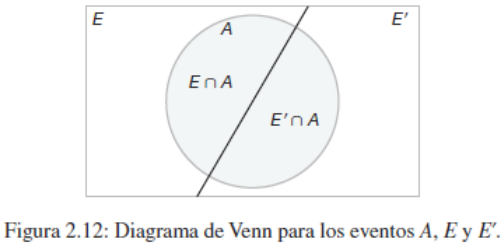 E
A
E′
E ∩ A
E′ ∩ A
Figura 2.12: Diagrama de Venn para los eventos A, E y E′.